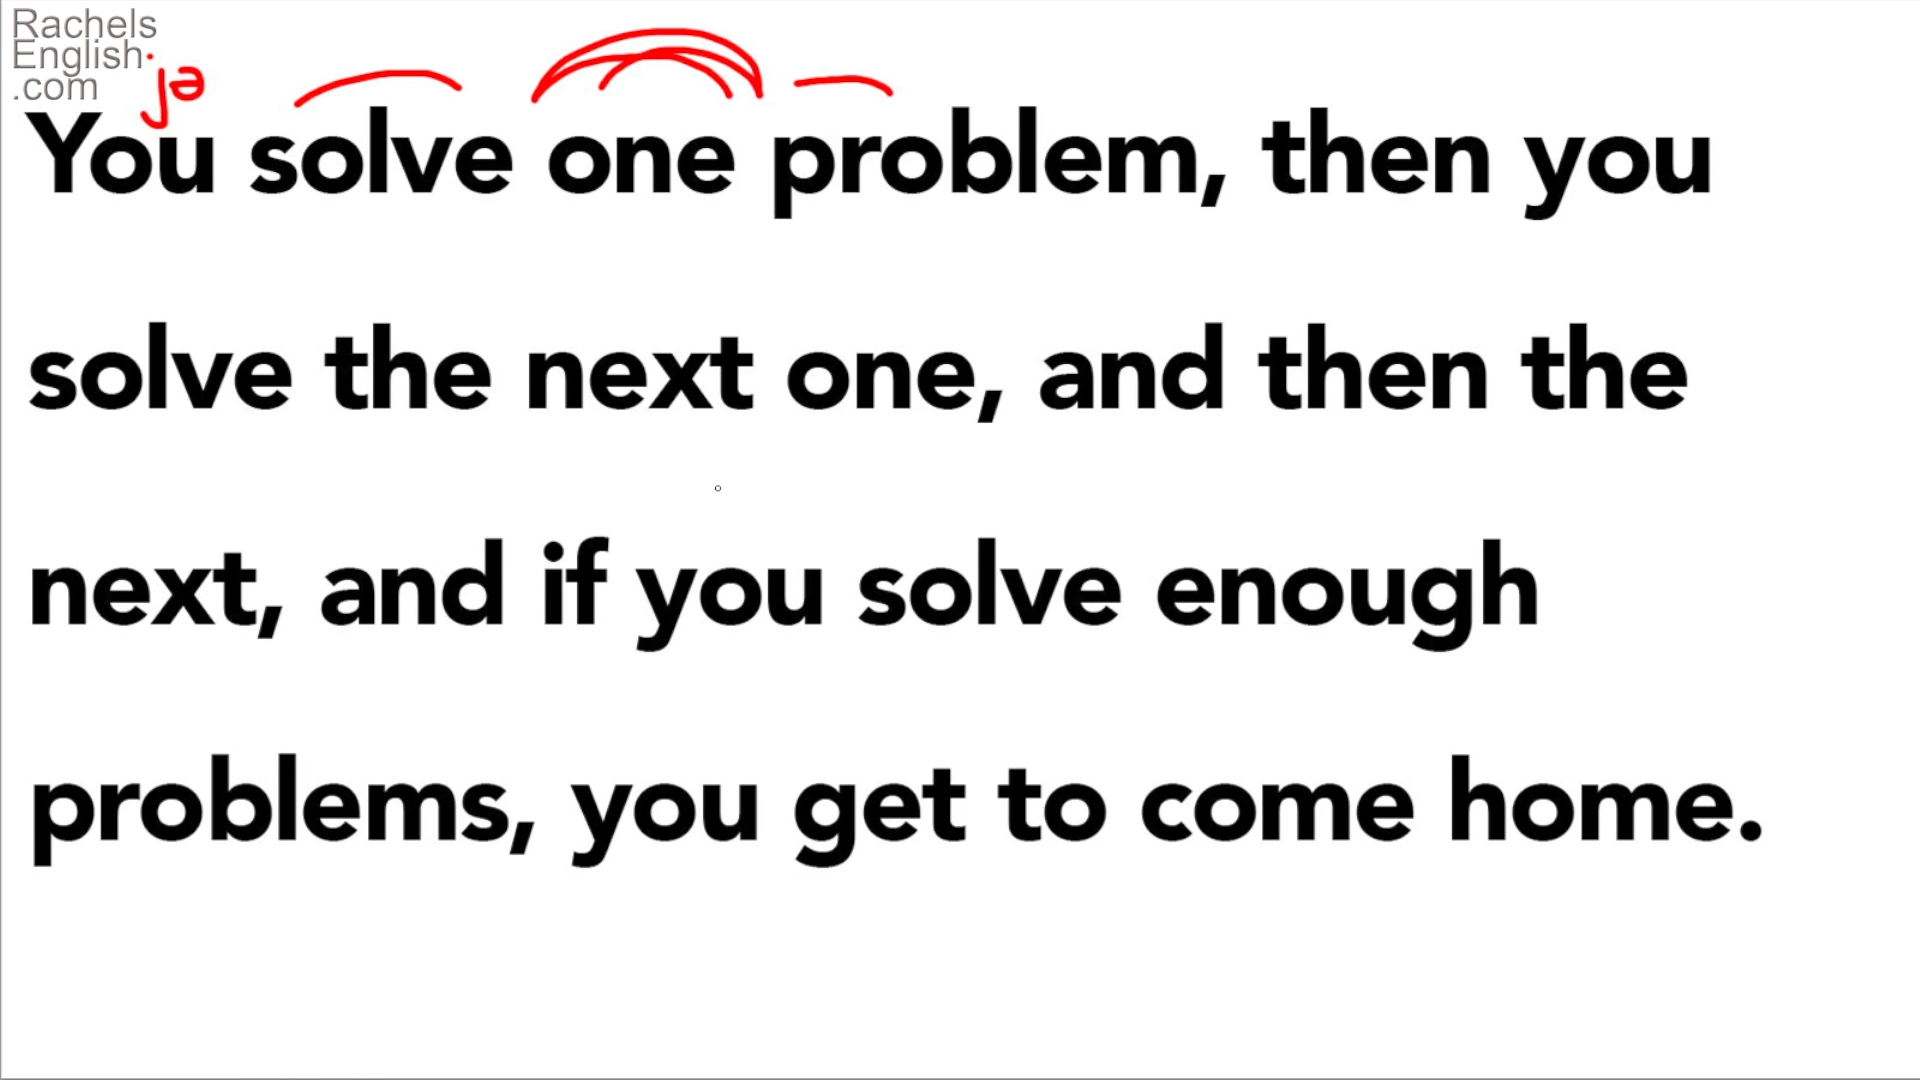 Rachels
English
.com
jə
You solve one problem, then you
solve the next one, and then the
next, and if you solve enough
problems, you get to come home.